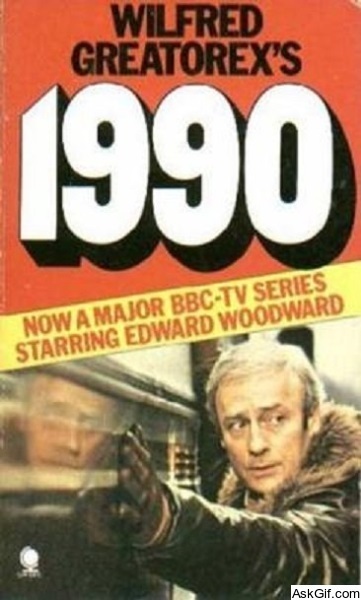 WILFRED
GREATOREX'S
1990
NOW A MAJOR BBC-TV SERIES
STARRING EDWARD WOODWARD
AskGif.com